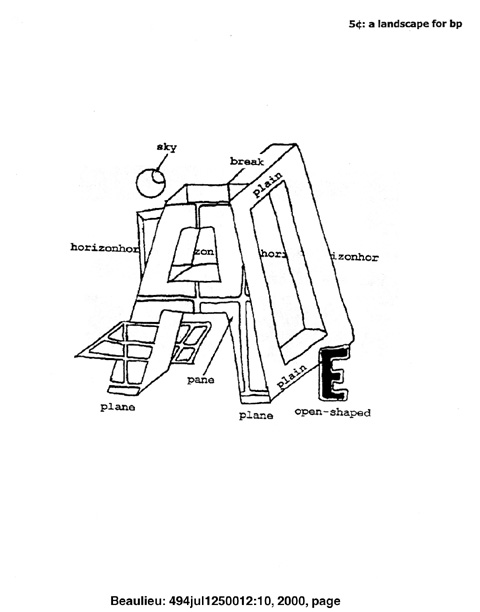 5¢: a landscape for bp
sky
break
plain
horizonhor zon hori izonhor
plain
pane
E
plane
plane
open-shaped
Beaulieu: 494jul1250012:10, 2000, page